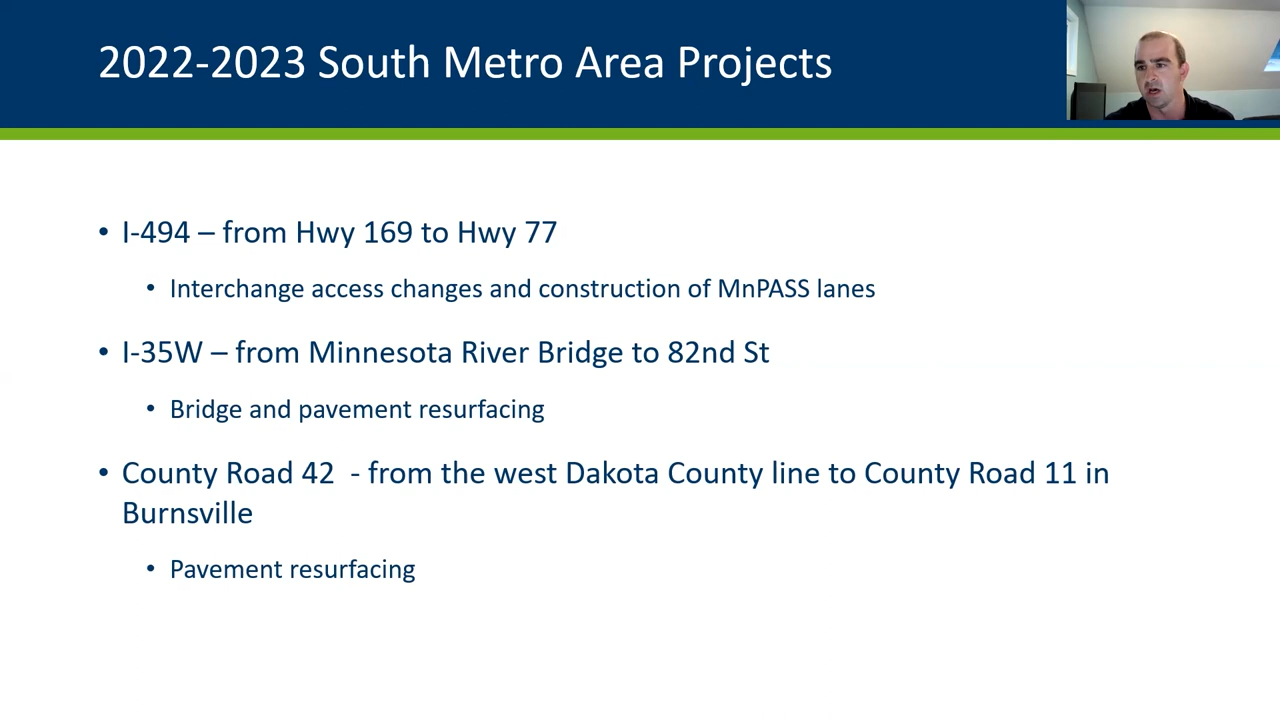 2022-2023 South Metro Area Projects
• I-494 – from Hwy 169 to Hwy 77
• Interchange access changes and construction of MnPASS lanes
• I-35W – from Minnesota River Bridge to 82nd St
• Bridge and pavement resurfacing
• County Road 42  - from the west Dakota County line to County Road 11 in
Burnsville
• Pavement resurfacing